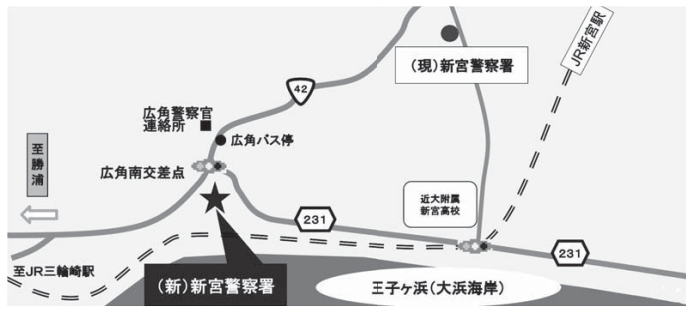 JR新宮駅
(現)新宮警察署
42
広角警察官
連絡所
広角バス停
至勝浦
広角南交差点
近大附属
新宮高校
231
231
至JR三輪崎駅
(新)新宮警察署
王子ヶ浜(大浜海岸)